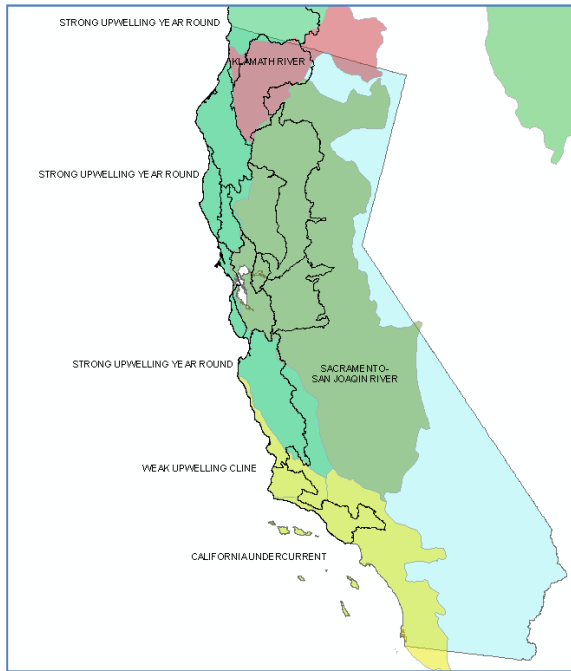 STRONG UPWELLING YEAR ROUND
KLAMATH RIVER
STRONG UPWELLING YEAR ROUND
STRONG UPWELLING YEAR ROUND
SACRAMENTO-
SAN JOAQIN RIVER
WEAK UPWELLING CLINE
CALIFORNIA UNDERCURRENT